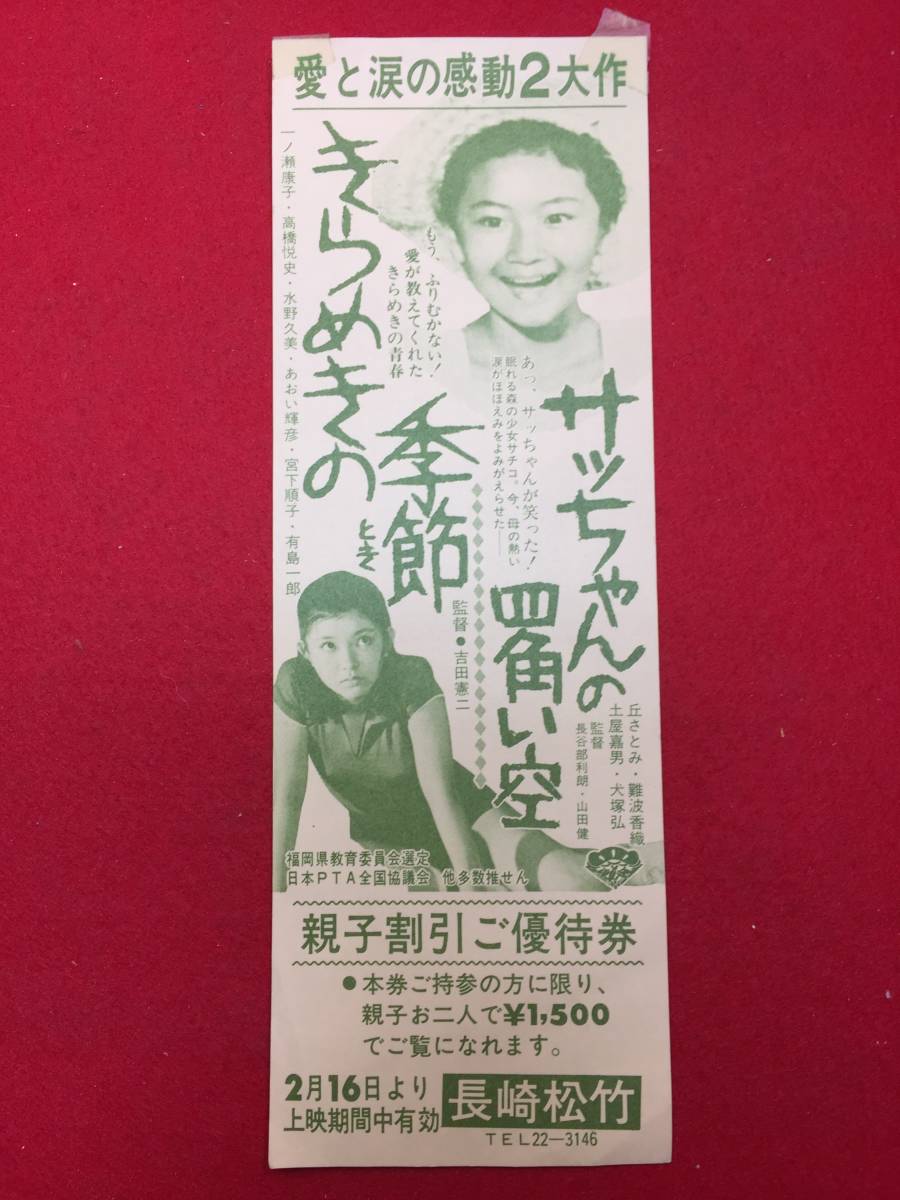 愛と涙の感動2大作
サッちゃんの
四角い空
あっ、サッちゃんが笑った！
眠れる森の少女サチコ。今、母の熱い
涙がほほえみをよみがえらせた――
丘さとみ・難波香織
土屋嘉男・犬塚弘
監督
長谷部利朗・山田健
きらめきの
季節
とき
もう、ふりむかない！
愛が教えてくれた
きらめきの青春
監督●吉田憲二
一ノ瀬康子・高橋悦史・水野久美・あおい輝彦・宮下順子・有島一郎
福岡県教育委員会選定
日本PTA全国協議会　他多数推せん
親子割引ご優待券
●本券ご持参の方に限り、
親子お二人で¥1,500
でご覧になれます。
2月16日より
上映期間中有効
長崎松竹
TEL22―3146